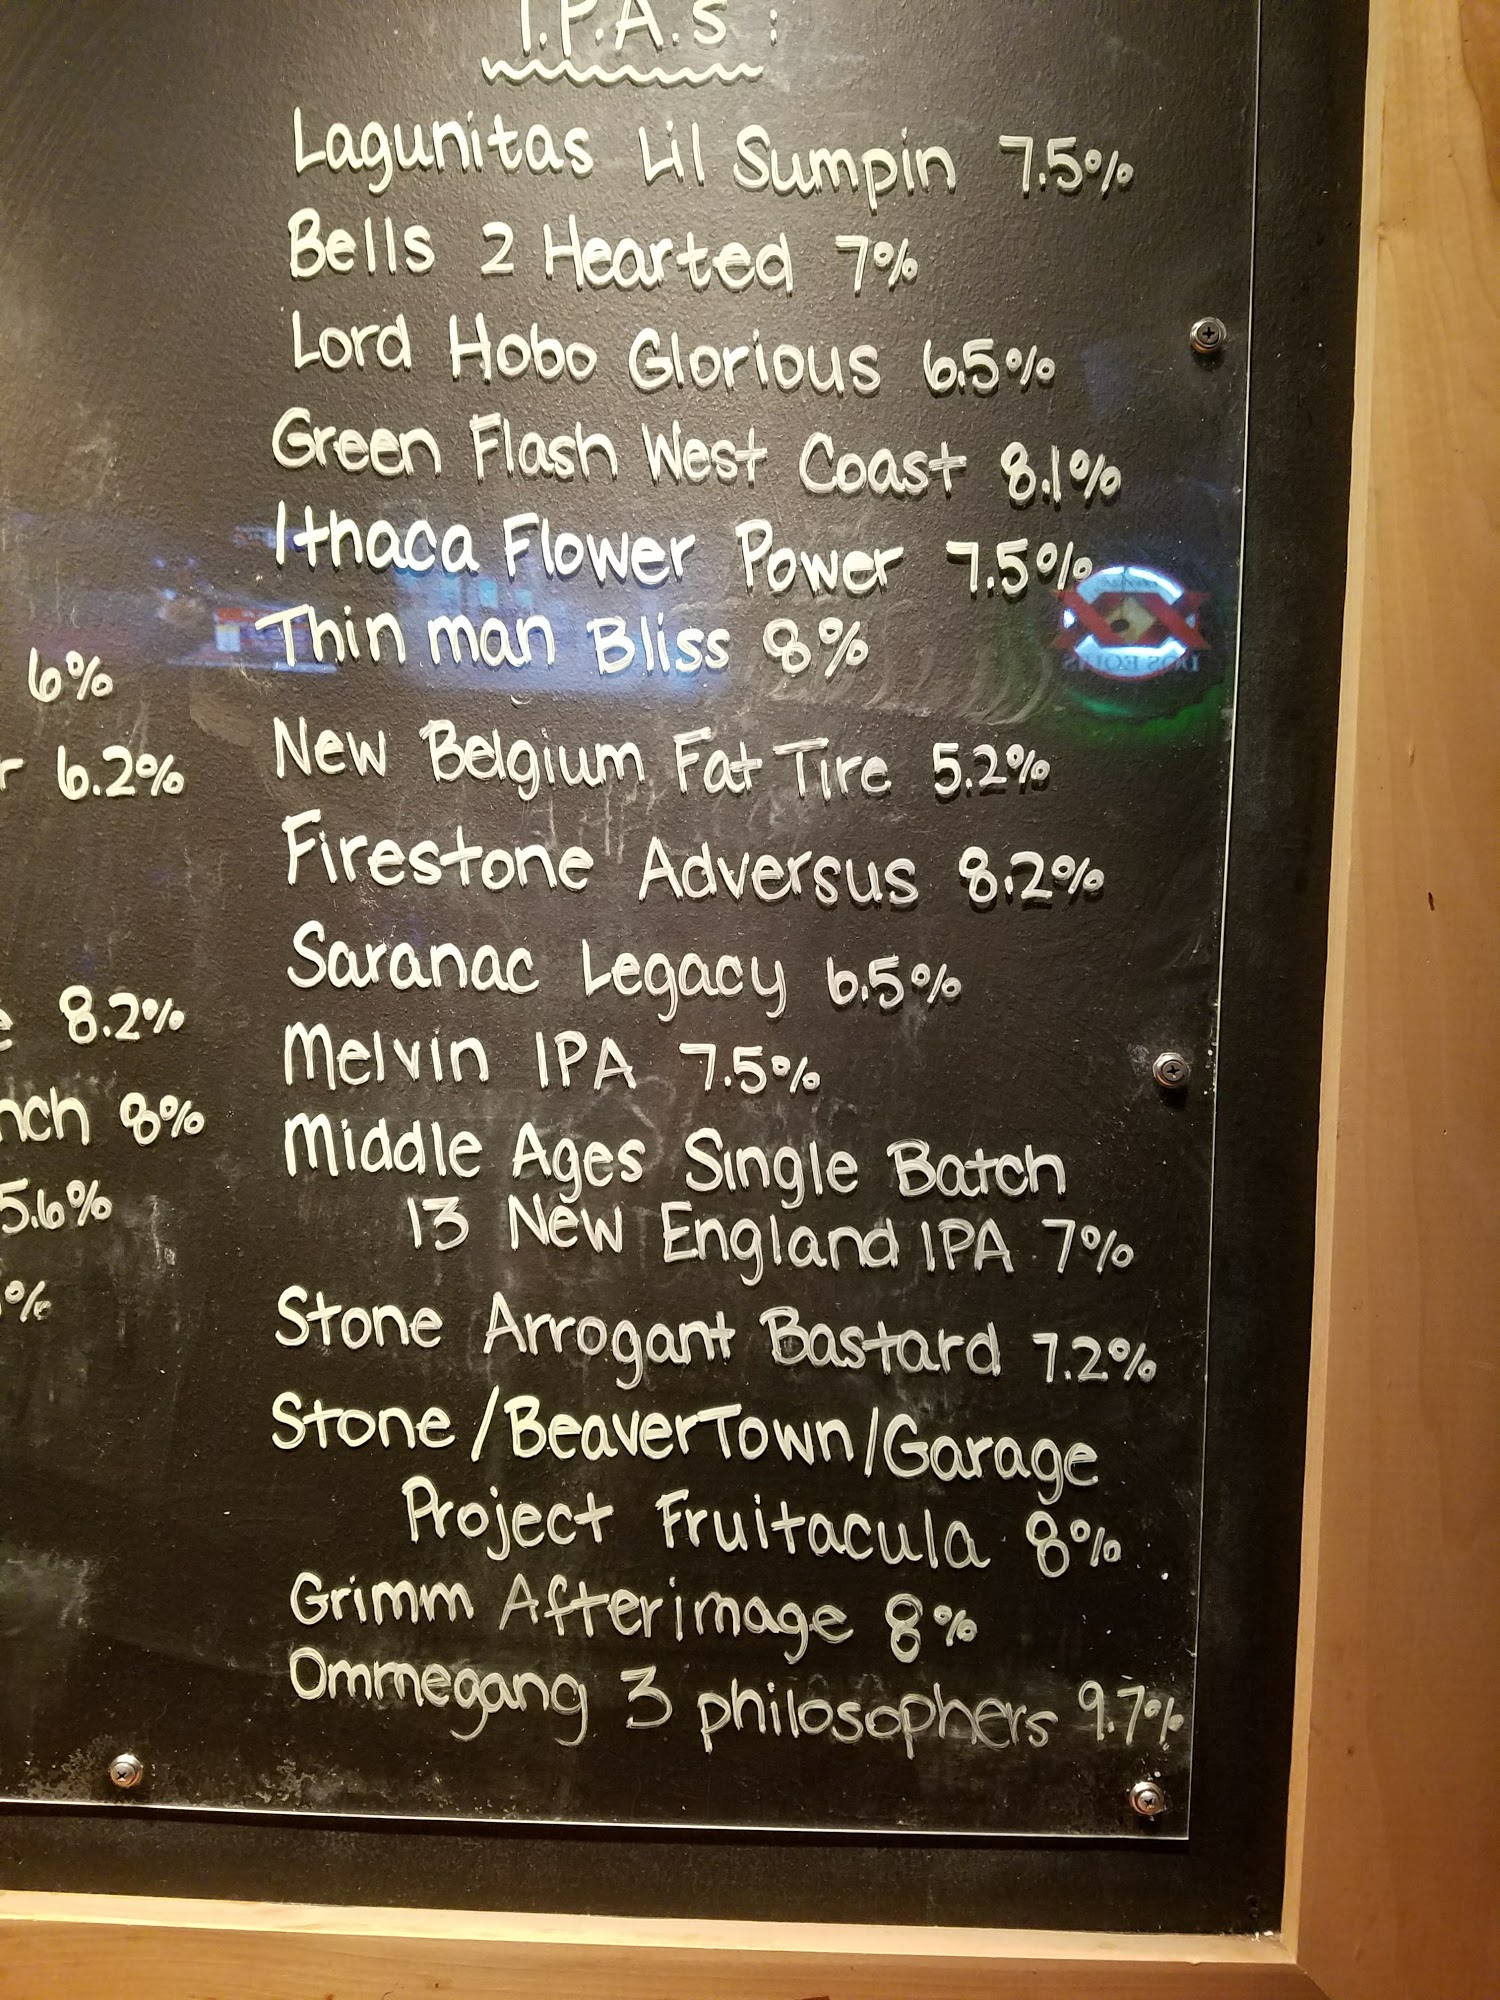 I.P.A.s :
Lagunitas Lil Sumpin 7.5%
Bells 2 Hearted 7%
Lord Hobo Glorious 6.5%
Green Flash West Coast 8.1%
Ithaca Flower Power 7.5%
Thin man Bliss 8%
New Belgium Fat Tire 5.2%
Firestone Adversus 8.2%
Saranac Legacy 6.5%
Melvin IPA 7.5%
Middle Ages Single Batch
13 New England IPA 7%
Stone Arrogant Bastard 7.2%
Stone/BeaverTown/Garage
Project Fruitacula 8%
Grimm Afterimage 8%
Ommegang 3 philosophers 9.7%
6%
r 6.2%
e 8.2%
nch 8%
5.6%
%
DOS EQUIS